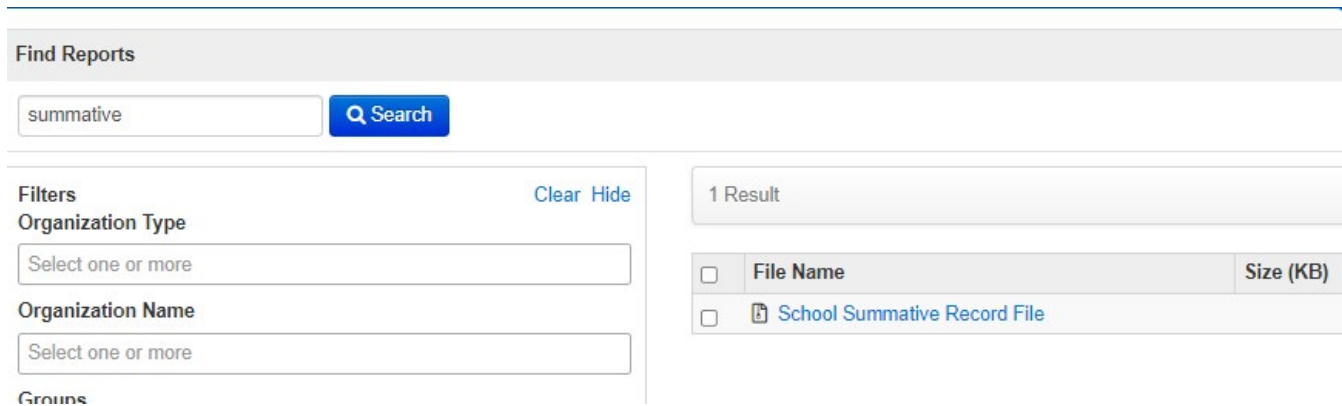 Find Reports
summative
Search
Filters
Clear Hide
Organization Type
Select one or more
Organization Name
Select one or more
Groups
1 Result
File Name
Size (KB)
School Summative Record File